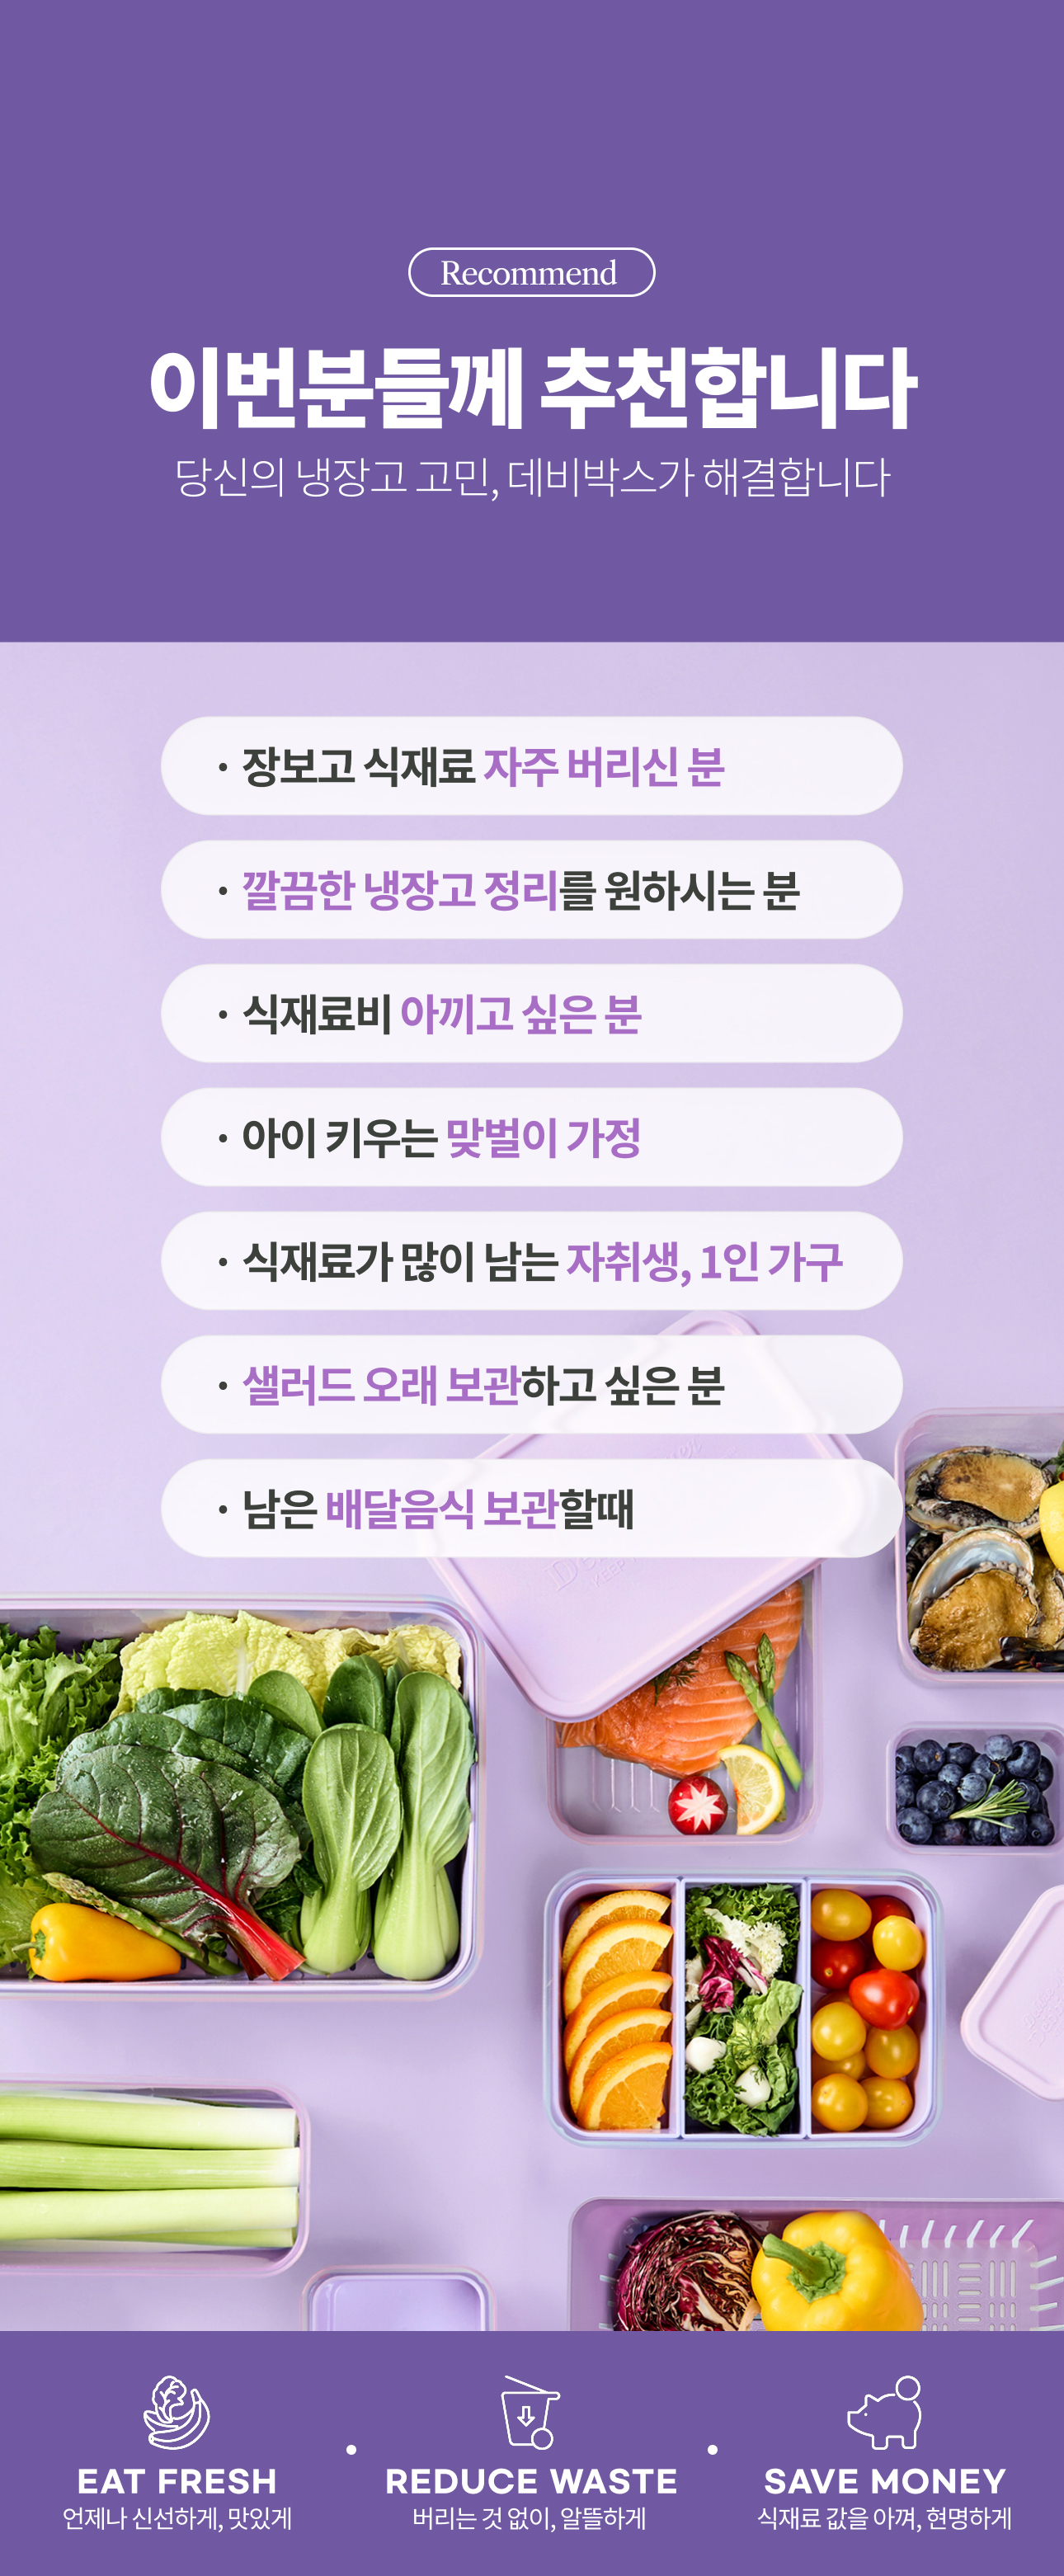 Recommend
이번분들께 추천합니다
당신의 냉장고 고민, 데비박스가 해결합니다
· 장보고 식재료 자주 버리신 분
· 깔끔한 냉장고 정리를 원하시는 분
· 식재료비 아끼고 싶은 분
· 아이 키우는 맞벌이 가정
· 식재료가 많이 남는 자취생, 1인 가구
· 샐러드 오래 보관하고 싶은 분
· 남은 배달음식 보관할때
EAT FRESH
언제나 신선하게, 맛있게
REDUCE WASTE
버리는 것 없이, 알뜰하게
SAVE MONEY
식재료 값을 아껴, 현명하게